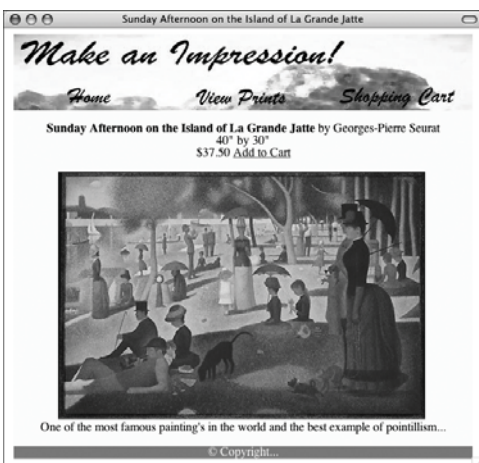 Sunday Afternoon on the Island of La Grande Jatte
Make an Impression!
Home View Prints Shopping Cart
Sunday Afternoon on the Island of La Grande Jatte by Georges-Pierre Seurat
40" by 30"
$37.50 Add to Cart
One of the most famous painting's in the world and the best example of pointillism...
© Copyright...